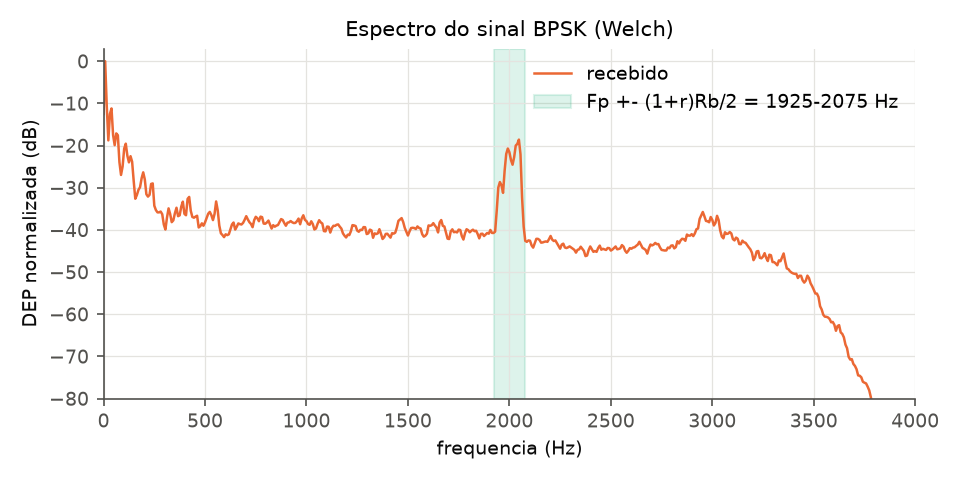 Espectro do sinal BPSK (Welch)
recebido
Fp +- (1+r)Rb/2 = 1925-2075 Hz
DEP normalizada (dB)
0
−10
−20
−30
−40
−50
−60
−70
−80
0 500 1000 1500 2000 2500 3000 3500 4000
frequencia (Hz)